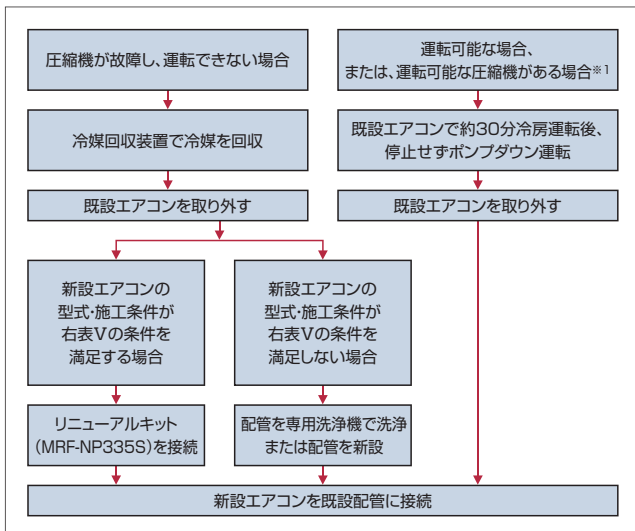 圧縮機が故障し、運転できない場合
冷媒回収装置で冷媒を回収
既設エアコンを取り外す
運転可能な場合、
または、運転可能な圧縮機がある場合※1
既設エアコンで約30分冷房運転後、
停止せずポンプダウン運転
既設エアコンを取り外す
新設エアコンの
型式・施工条件が
右表Vの条件を
満足する場合
リニューアルキット
(MRF-NP335S)を接続
新設エアコンの
型式・施工条件が
右表Vの条件を
満足しない場合
配管を専用洗浄機で洗浄
または配管を新設
新設エアコンを既設配管に接続